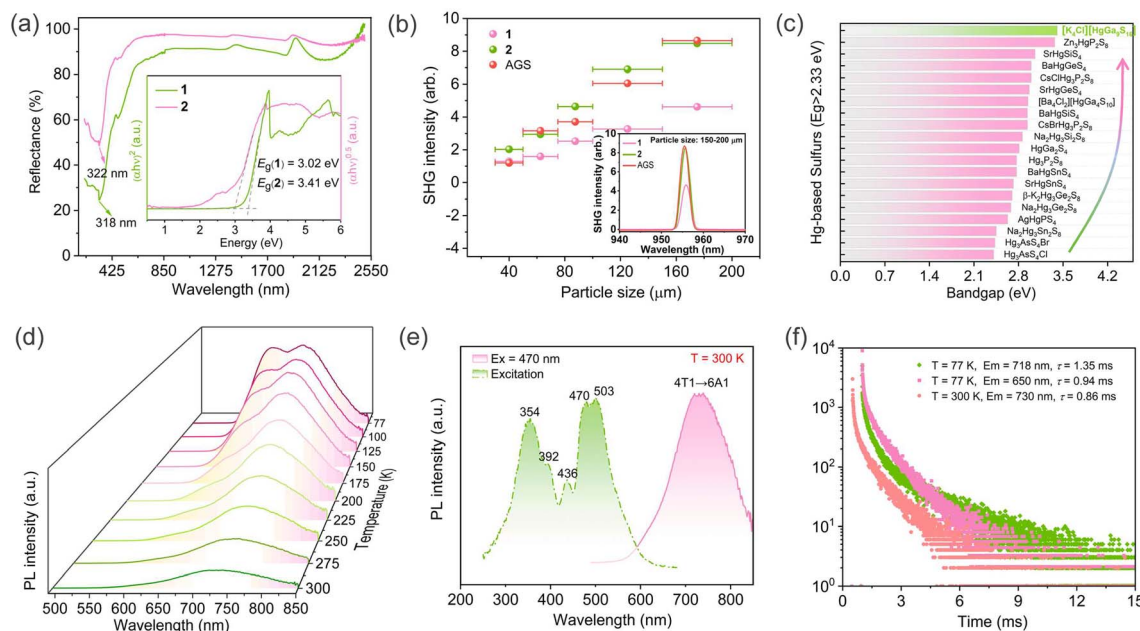 (a)
100
80
60
40
20
0
Reflectance (%)
425
850
1275
1700
2125
2550
Wavelength (nm)
322 nm
318 nm
1
2
(αhν)² (a.u.)
(αhν)^0.5 (a.u.)
Eg(1) = 3.02 eV
Eg(2) = 3.41 eV
1 2 3 4 5 6
Energy (eV)
(b)
SHG intensity (arb.)
10
8
6
4
2
0
-2
-4
1
2
AGS
0 40 80 120 160 200
Particle size (μm)
Particle size: 150-200 μm
SHG intensity (arb.)
10
8
6
4
2
0
1
2
AGS
940 950 960 970
Wavelength (nm)
(c)
Hg-based Sulfurs (Eg>2.33 eV)
Zn₃HgP₂S₈
SrHgSiS₄
BaHgGeS₄
CsClHg₃P₂S₈
SrHgGeS₄
[Ba₄Cl₂][HgGa₄S₁₀]
BaHgSiS₄
CsBrHg₃P₂S₈
Na₂Hg₃Si₂S₈
HgGa₂S₄
Hg₃P₂S₈
BaHgSnS₄
SrHgSnS₄
β-K₂Hg₃Ge₂S₈
Na₂Hg₃Ge₂S₈
AgHgPS₄
Na₂Hg₃Sn₂S₈
Hg₃AsS₄Br
Hg₃AsS₄Cl
0.0 0.7 1.4 2.1 2.8 3.5 4.2
Bandgap (eV)
(d)
PL intensity (a.u.)
500 550 600 650 700 750 800 850
Wavelength (nm)
77
100
125
150
175
200
225
250
275
300
Temperature (K)
(e)
PL intensity (a.u.)
Ex = 470 nm
Excitation
T = 300 K
4T1→6A1
354
392
436
470
503
200 300 400 500 600 700 800
Wavelength (nm)
(f)
10⁴
10³
10²
10¹
10⁰
T = 77 K, Em = 718 nm, τ = 1.35 ms
T = 77 K, Em = 650 nm, τ = 0.94 ms
T = 300 K, Em = 730 nm, τ = 0.86 ms
0 3 6 9 12 15
Time (ms)